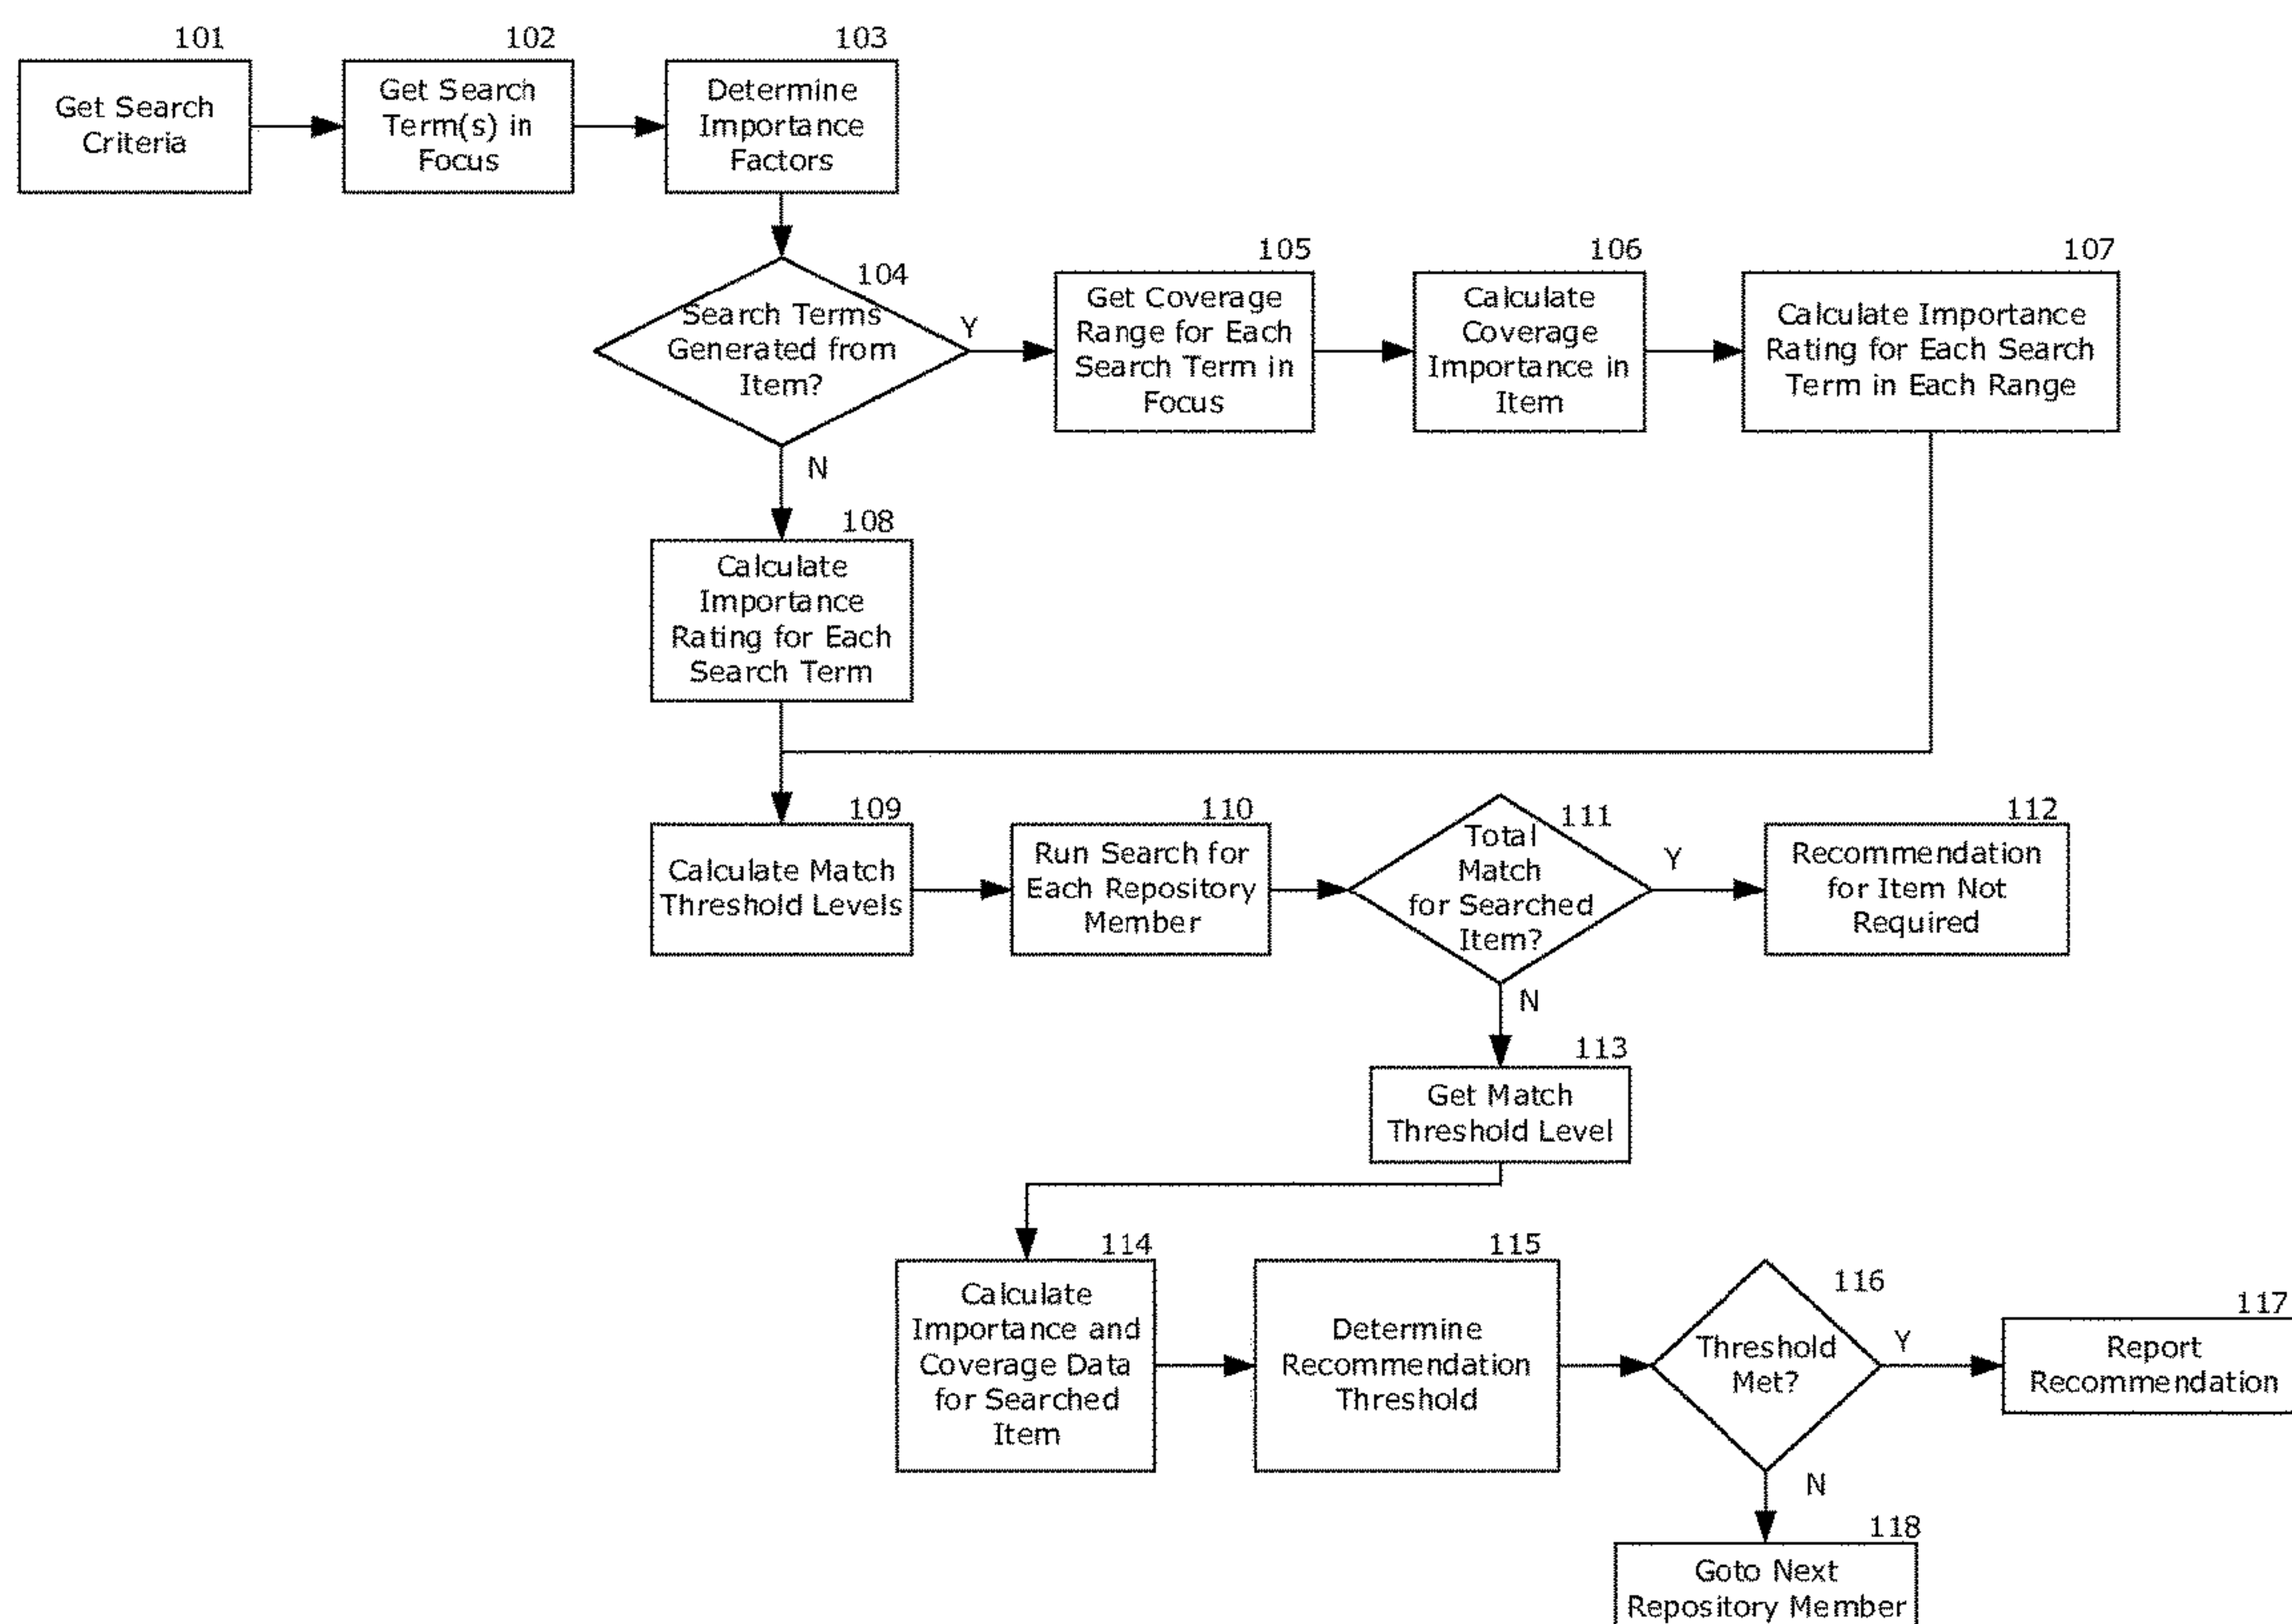 101
Get Search
Criteria
102
Get Search
Term(s) in
Focus
103
Determine
Importance
Factors
104
Search Terms
Generated from
Item?
Y
N
105
Get Coverage
Range for Each
Search Term in
Focus
106
Calculate
Coverage
Importance in
Item
107
Calculate Importance
Rating for Each Search
Term in Each Range
108
Calculate
Importance
Rating for Each
Search Term
109
Calculate Match
Threshold Levels
110
Run Search for
Each Repository
Member
111
Total
Match
for Searched
Item?
Y
N
112
Recommendation
for Item Not
Required
113
Get Match
Threshold Level
114
Calculate
Importance and
Coverage Data
for Searched
Item
115
Determine
Recommendation
Threshold
116
Threshold
Met?
Y
N
117
Report
Recommendation
118
Goto Next
Repository Member